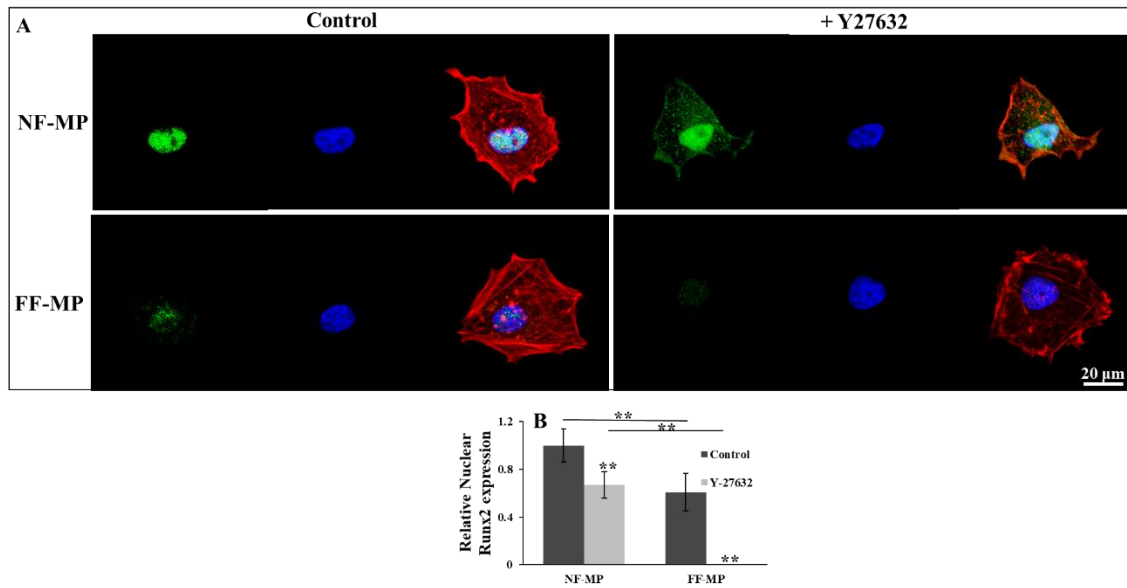 A
Control
+ Y27632
NF-MP
FF-MP
20 µm
B
Relative Nuclear
Runx2 expression
1.2
0.8
0.4
0
**
**
**
**
Control
Y-27632
NF-MP
FF-MP